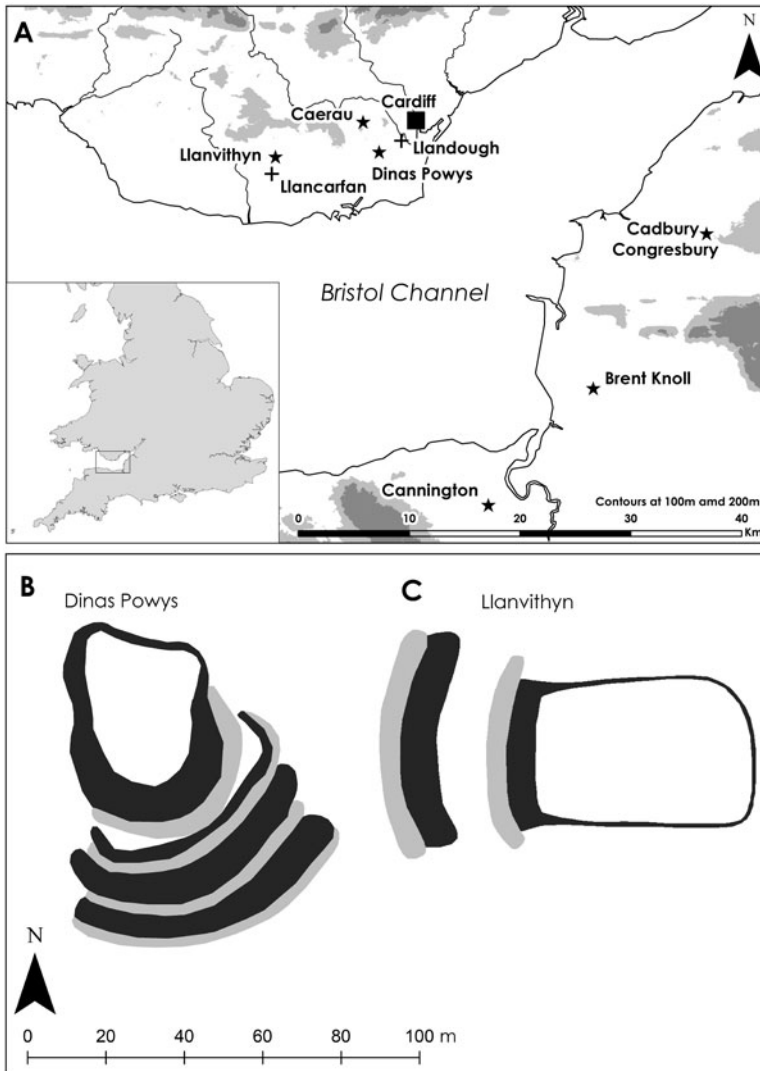 A
N
Cardiff
Caerau
Llandough
Llanvithyn
Dinas Powys
Llancarfan
Cadbury
Congresbury
Bristol Channel
Brent Knoll
Cannington
Contours at 100m amd 200m
0 10 20 30 40
Km
B
Dinas Powys
C
Llanvithyn
N
0 20 40 60 80 100 m